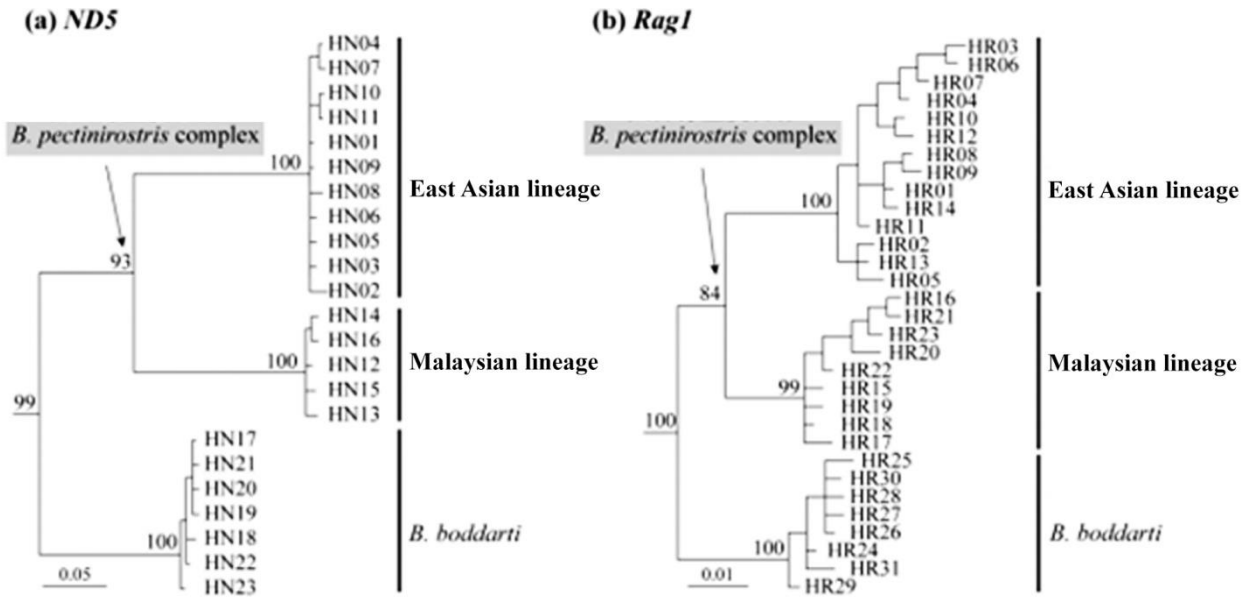 (a) ND5
HN04
HN07
HN10
HN11
B. pectinirostris complex
HN01
100
HN09
HN08
East Asian lineage
HN06
HN05
93
HN03
HN02
HN14
HN16
100
HN12
Malaysian lineage
HN15
HN13
99
HN17
HN21
HN20
HN19
100
HN18
B. boddarti
HN22
0.05
HN23
(b) Rag1
HR03
HR06
HR07
HR04
HR10
B. pectinirostris complex
HR12
HR08
HR09
100
HR01
East Asian lineage
HR14
HR11
HR02
HR13
HR05
84
HR16
HR21
HR23
HR20
Malaysian lineage
HR22
99
HR15
HR19
HR18
HR17
100
HR25
HR30
HR28
HR27
HR26
B. boddarti
100
HR24
HR31
0.01
HR29